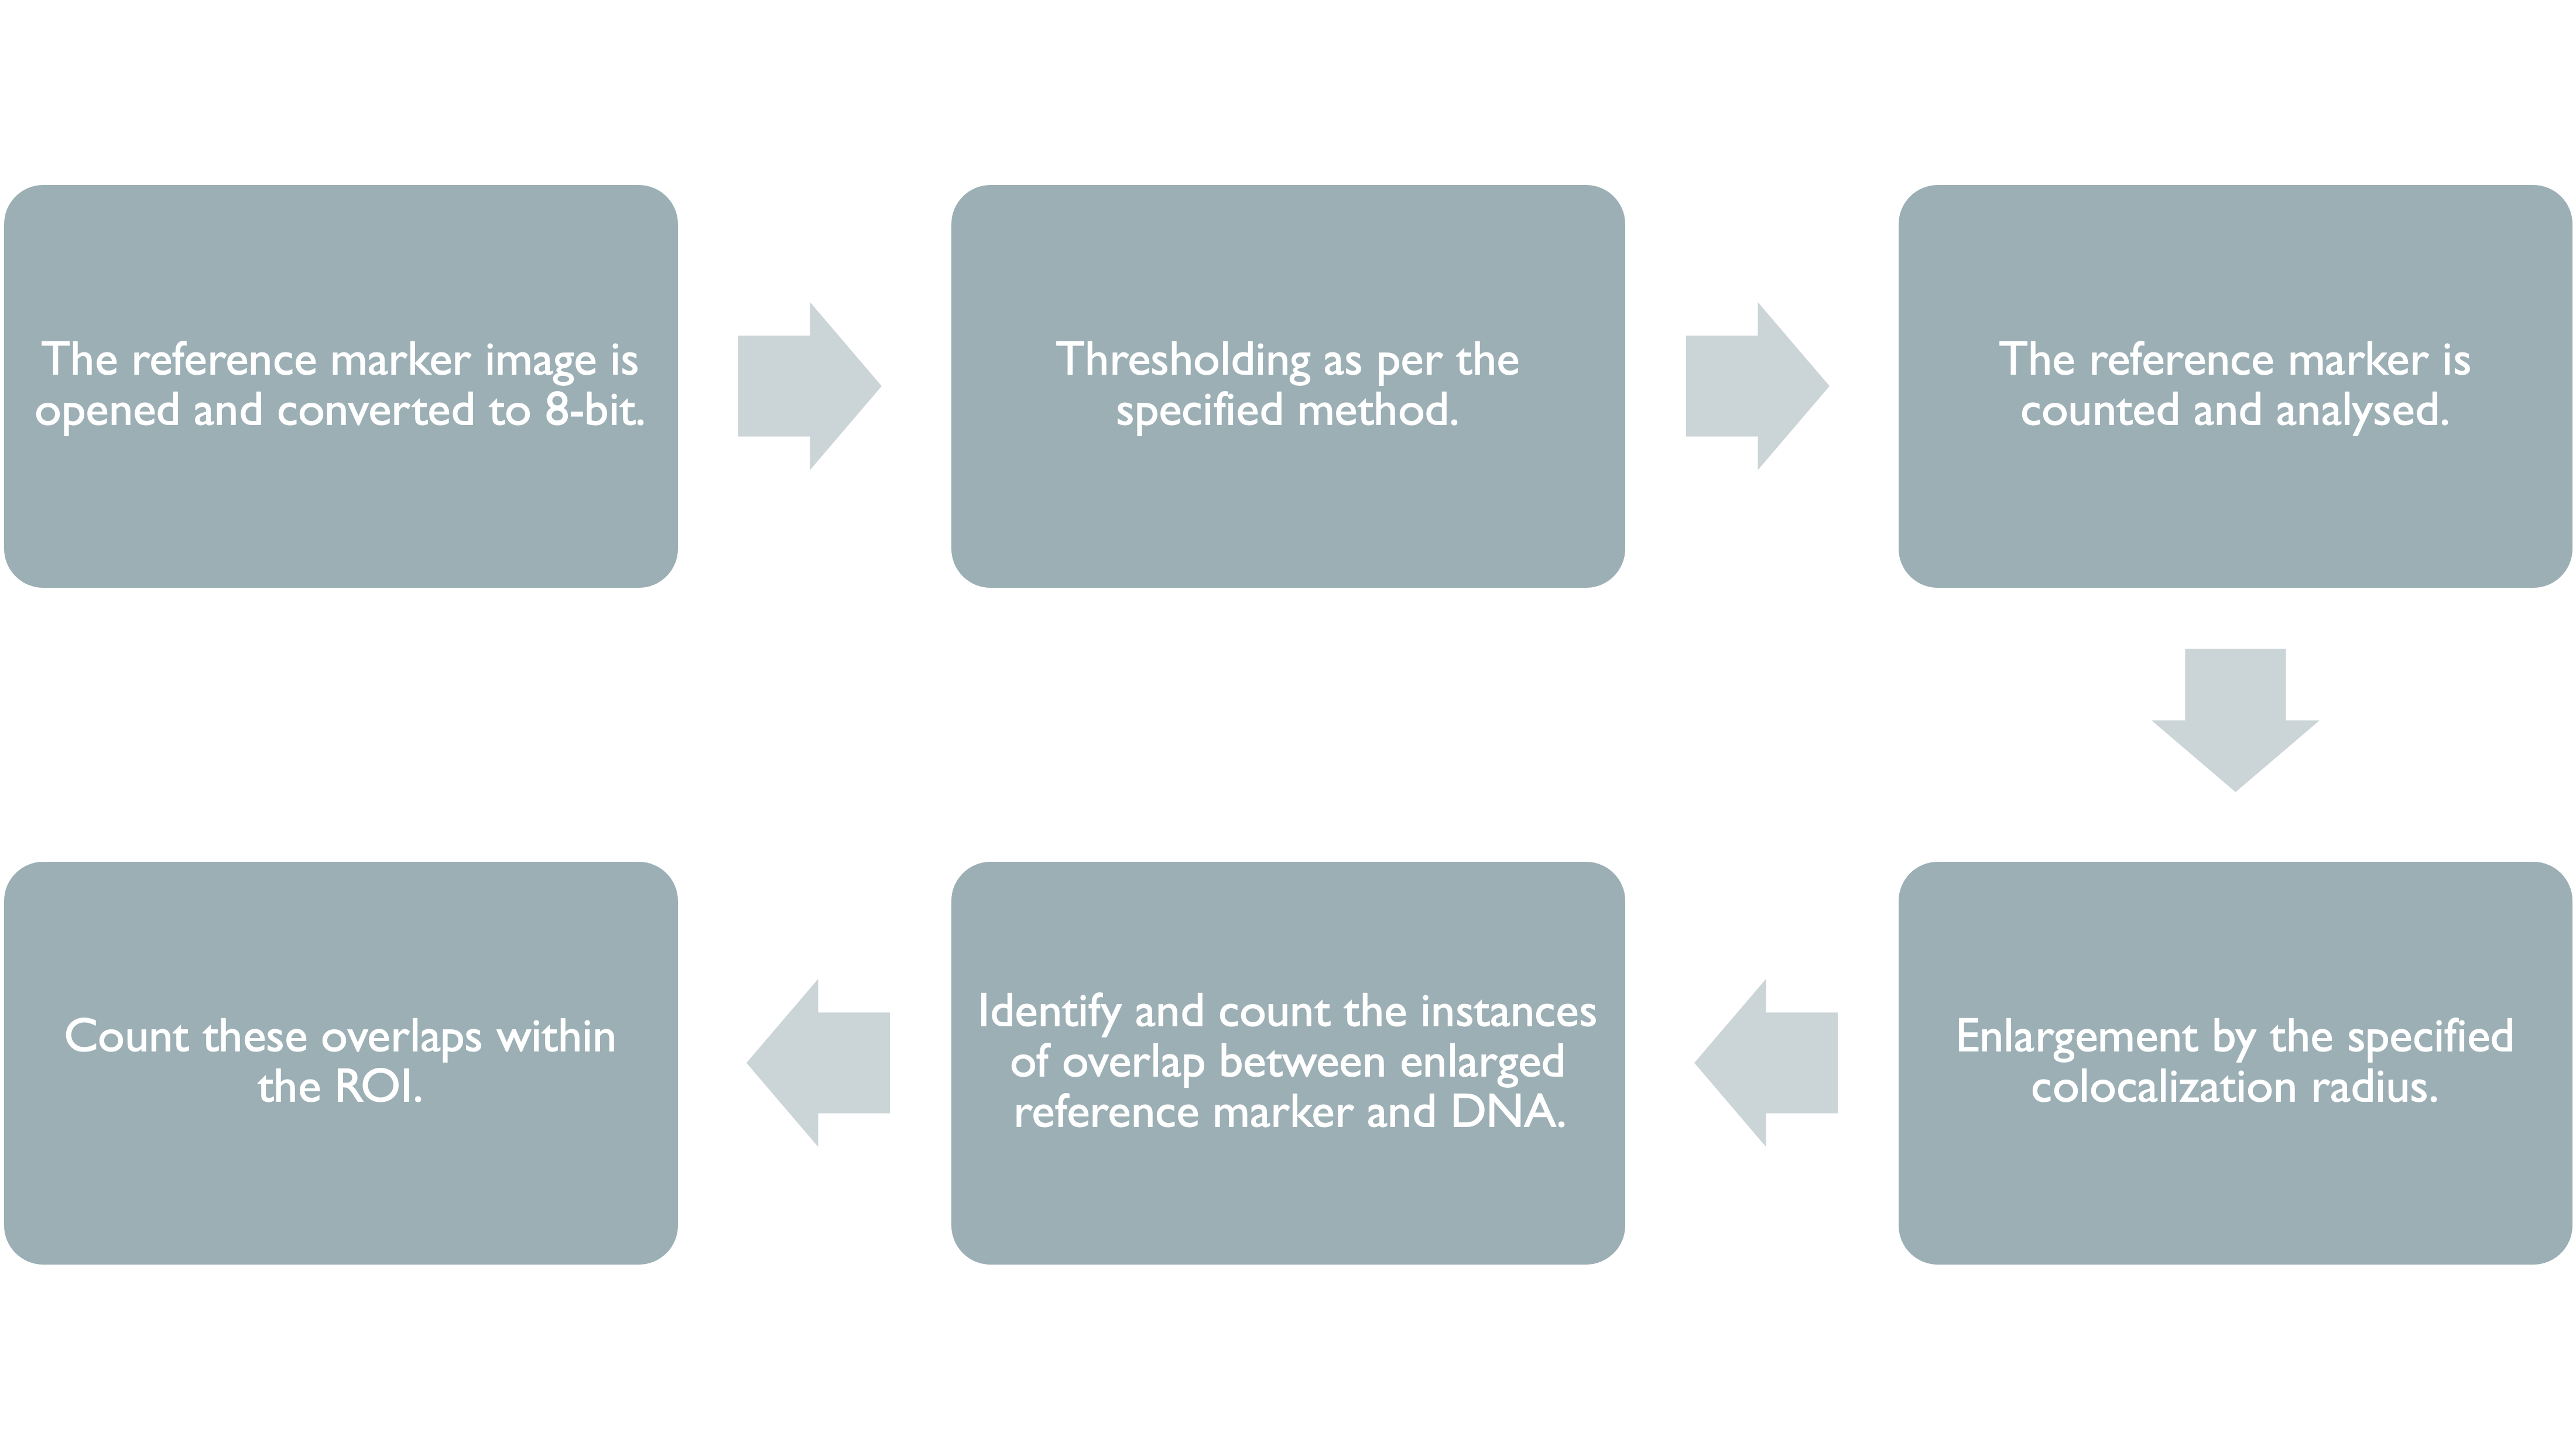 The reference marker image is
opened and converted to 8-bit.
Thresholding as per the
specified method.
The reference marker is
counted and analysed.
Enlargement by the specified
colocalization radius.
Identify and count the instances
of overlap between enlarged
reference marker and DNA.
Count these overlaps within
the ROI.